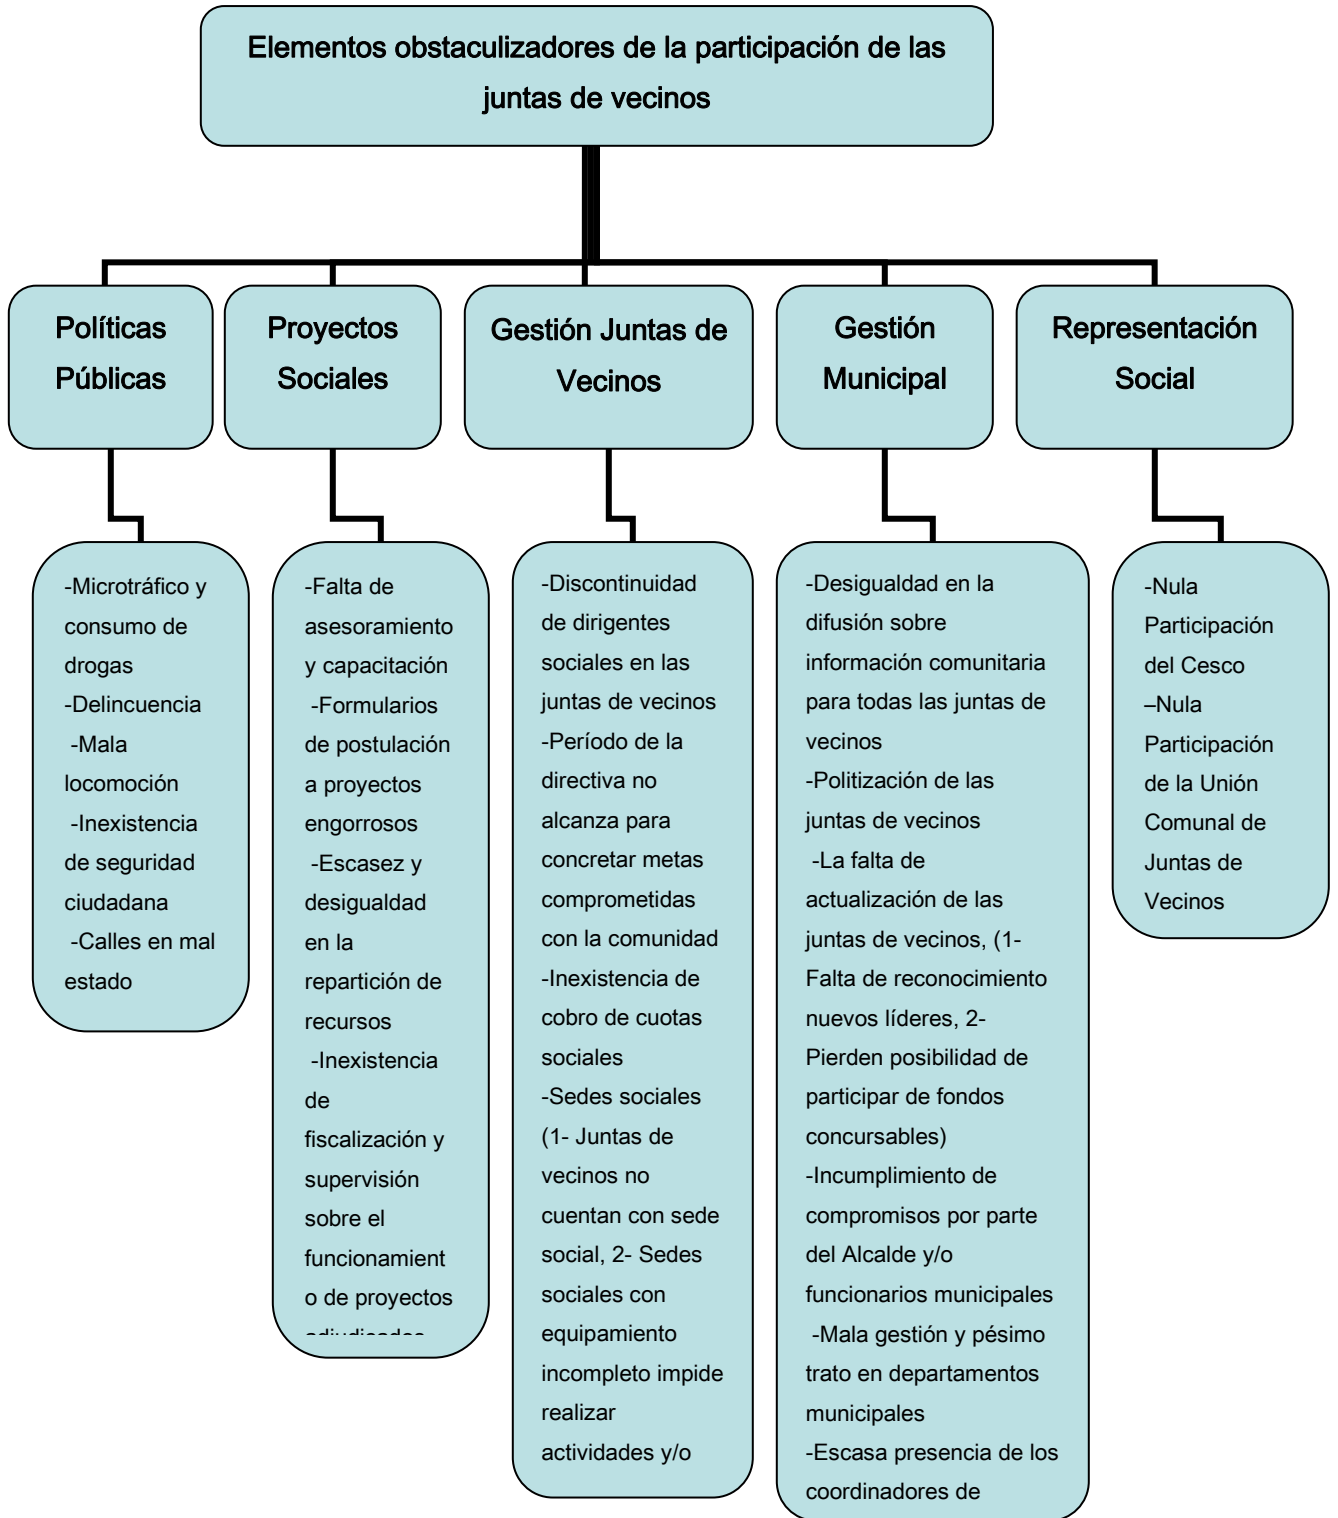 Elementos obstaculizadores de la participación de las
juntas de vecinos
Políticas
Públicas
Proyectos
Sociales
Gestión Juntas de
Vecinos
Gestión
Municipal
Representación
Social
-Microtráfico y
consumo de
drogas
-Delincuencia
-Mala
locomoción
-Inexistencia
de seguridad
ciudadana
-Calles en mal
estado
-Falta de
asesoramiento
y capacitación
-Formularios
de postulación
a proyectos
engorrosos
-Escasez y
desigualdad
en la
repartición de
recursos
-Inexistencia
de
fiscalización y
supervisión
sobre el
funcionamient
o de proyectos
-Discontinuidad
de dirigentes
sociales en las
juntas de vecinos
-Período de la
directiva no
alcanza para
concretar metas
comprometidas
con la comunidad
-Inexistencia de
cobro de cuotas
sociales
-Sedes sociales
(1- Juntas de
vecinos no
cuentan con sede
social, 2- Sedes
sociales con
equipamiento
incompleto impide
realizar
actividades y/o
-Desigualdad en la
difusión sobre
información comunitaria
para todas las juntas de
vecinos
-Politización de las
juntas de vecinos
-La falta de
actualización de las
juntas de vecinos, (1-
Falta de reconocimiento
nuevos líderes, 2-
Pierden posibilidad de
participar de fondos
concursables)
-Incumplimiento de
compromisos por parte
del Alcalde y/o
funcionarios municipales
-Mala gestión y pésimo
trato en departamentos
municipales
-Escasa presencia de los
coordinadores de
-Nula
Participación
del Cesco
–Nula
Participación
de la Unión
Comunal de
Juntas de
Vecinos